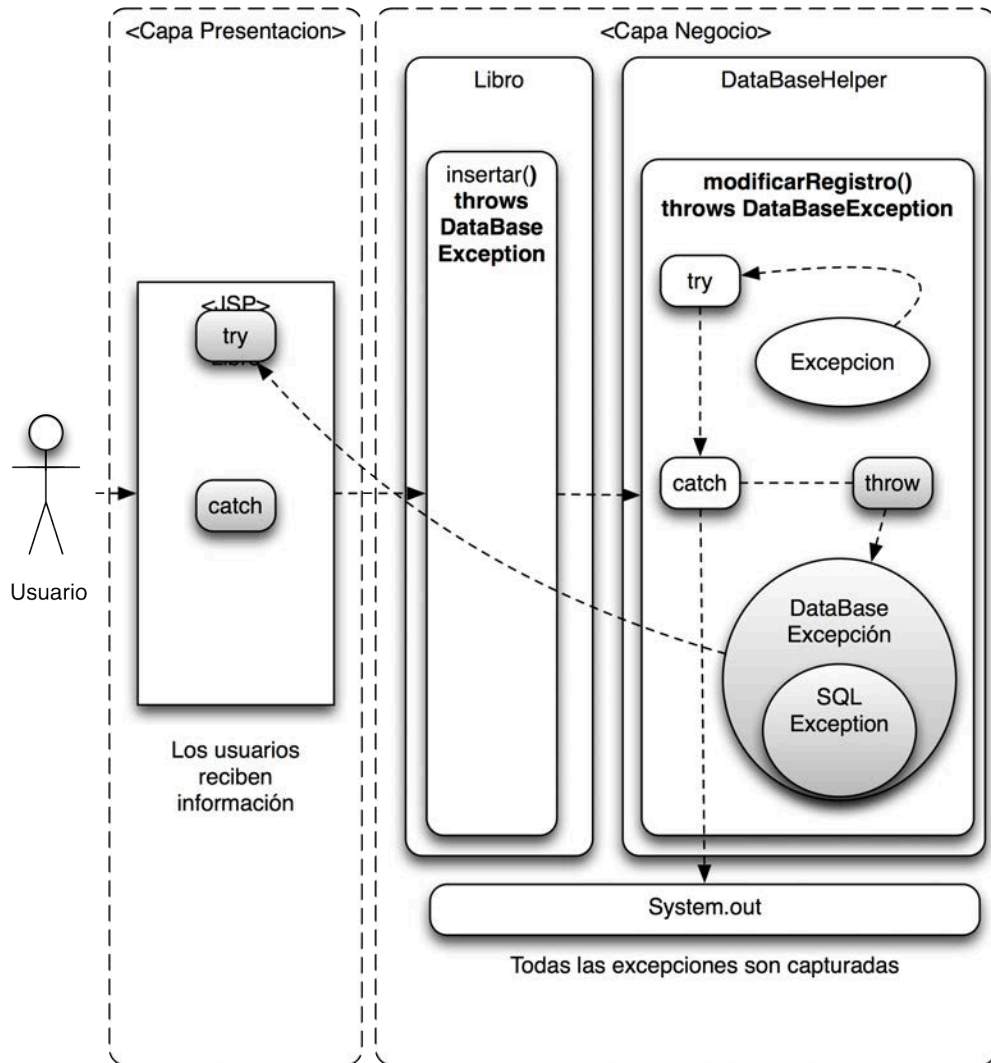 <Capa Presentacion>
<JSP>
try
catch
Usuario
Los usuarios
reciben
información
<Capa Negocio>
Libro
insertar()
throws
DataBase
Exception
DataBaseHelper
modificarRegistro()
throws DataBaseException
try
Excepcion
catch
throw
DataBase
Excepción
SQL
Exception
System.out
Todas las excepciones son capturadas